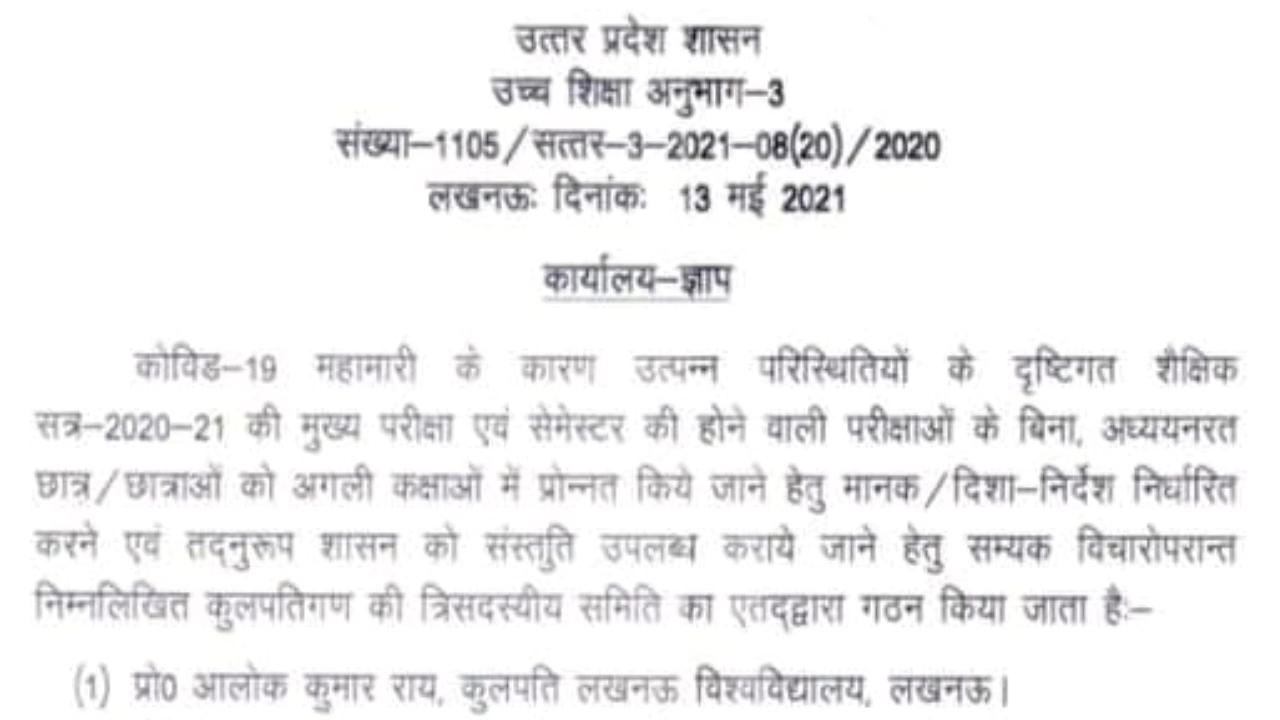 उत्तर प्रदेश शासन
उच्च शिक्षा अनुभाग–3
संख्या–1105/सत्तर–3–2021–08(20)/2020
लखनऊः दिनांकः 13 मई 2021
कार्यालय–ज्ञाप
कोविड–19 महामारी के कारण उत्पन्न परिस्थितियों के दृष्टिगत शैक्षिक
सत्र–2020–21 की मुख्य परीक्षा एवं सेमेस्टर की होने वाली परीक्षाओं के बिना, अध्ययनरत
छात्र/छात्राओं को अगली कक्षाओं में प्रोन्नत किये जाने हेतु मानक/दिशा–निर्देश निर्धारित
करने एवं तद्नुरूप शासन को संस्तुति उपलब्ध कराये जाने हेतु सम्यक विचारोपरान्त
निम्नलिखित कुलपतिगण की त्रिसदस्यीय समिति का एतद्द्वारा गठन किया जाता हैः–
(1) प्रो0 आलोक कुमार राय, कुलपति लखनऊ विश्वविद्यालय, लखनऊ।